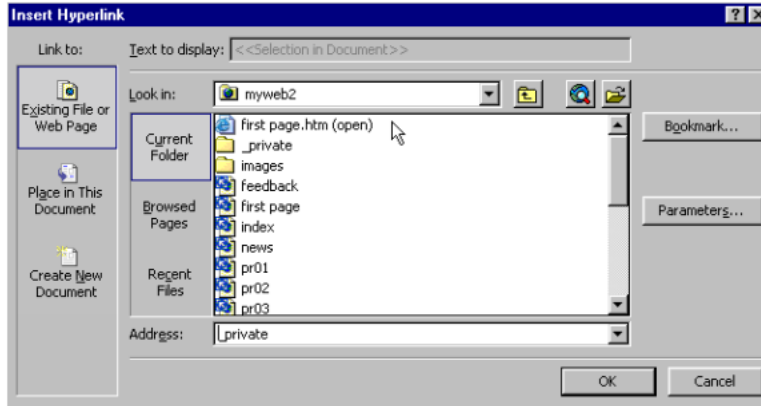 Insert Hyperlink
Link to:
Text to display: <<Selection in Document>>
Existing File or
Web Page
Look in: myweb2
Current
Folder
first page.htm (open)
_private
images
feedback
first page
index
news
pr01
pr02
pr03
Bookmark...
Place in This
Document
Browsed
Pages
Parameters...
Create New
Document
Recent
Files
Address: _private
OK
Cancel